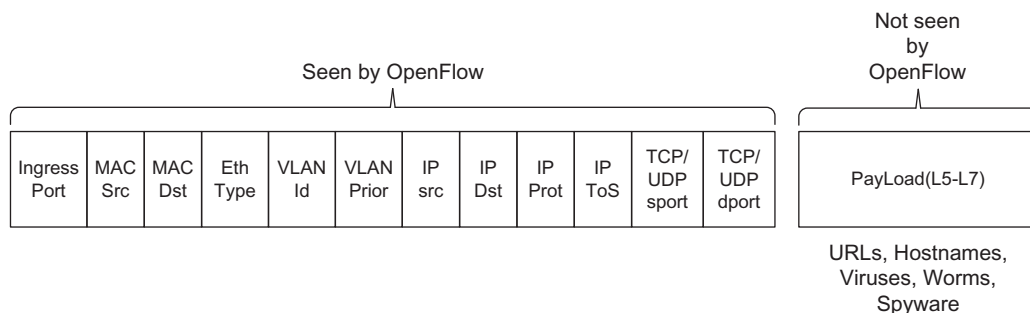 Not seen
by
OpenFlow
Seen by OpenFlow
Ingress
Port
MAC
Src
MAC
Dst
Eth
Type
VLAN
Id
VLAN
Prior
IP
src
IP
Dst
IP
Prot
IP
ToS
TCP/
UDP
sport
TCP/
UDP
dport
PayLoad(L5-L7)
URLs, Hostnames,
Viruses, Worms,
Spyware